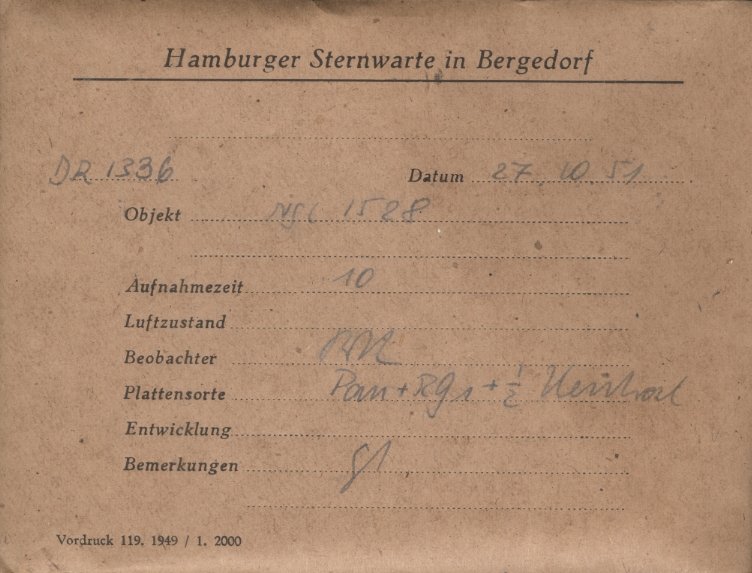 Hamburger Sternwarte in Bergedorf
DR 1336 Datum 27. 10. 51
Objekt NGC 1528
Aufnahmezeit 10
Luftzustand
Beobachter
Plattensorte Pan + RG1 + 1/2
Entwicklung
Bemerkungen
Vordruck 119. 1949 / 1. 2000